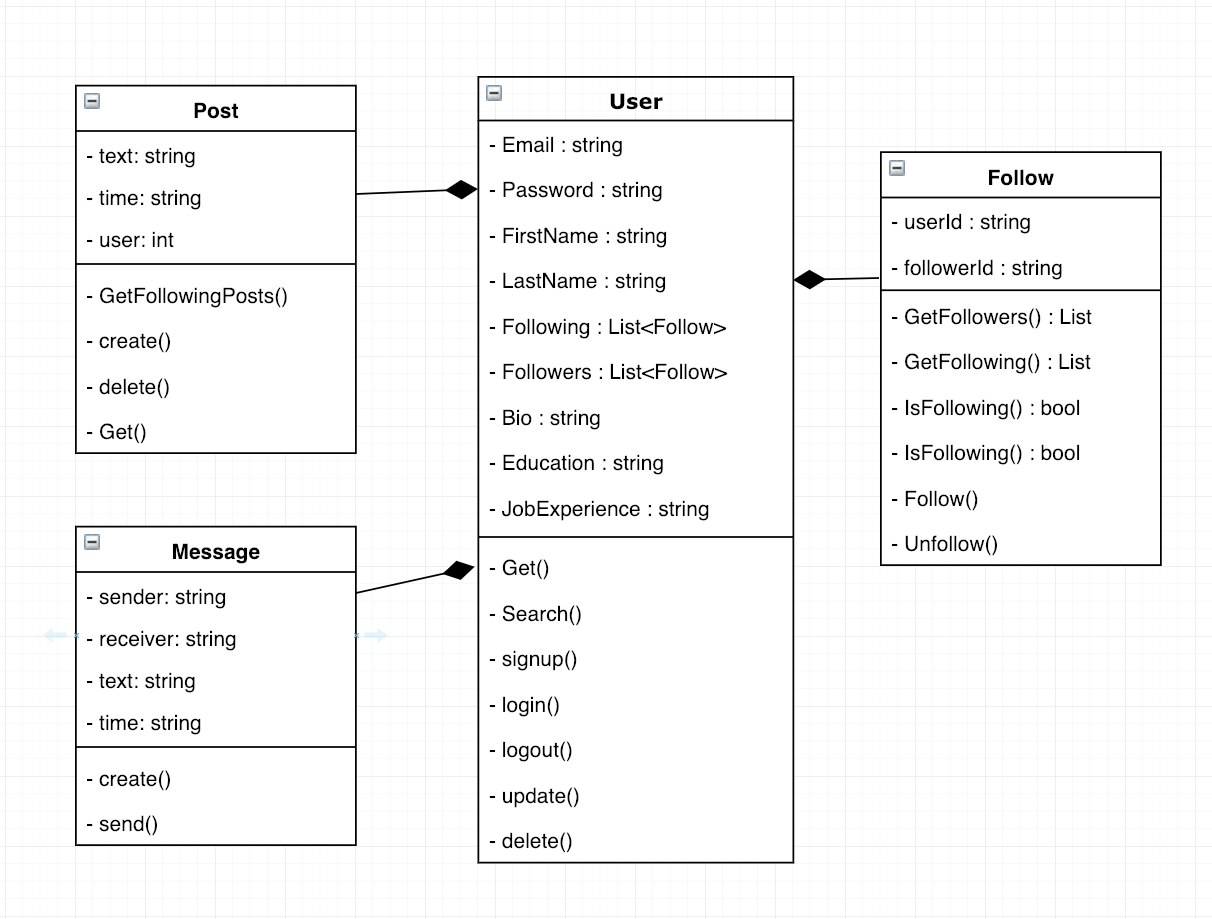 Post
- text: string
- time: string
- user: int
- GetFollowingPosts()
- create()
- delete()
- Get()
Message
- sender: string
- receiver: string
- text: string
- time: string
- create()
- send()
User
- Email : string
- Password : string
- FirstName : string
- LastName : string
- Following : List<Follow>
- Followers : List<Follow>
- Bio : string
- Education : string
- JobExperience : string
- Get()
- Search()
- signup()
- login()
- logout()
- update()
- delete()
Follow
- userId : string
- followerId : string
- GetFollowers() : List
- GetFollowing() : List
- IsFollowing() : bool
- IsFollowing() : bool
- Follow()
- Unfollow()